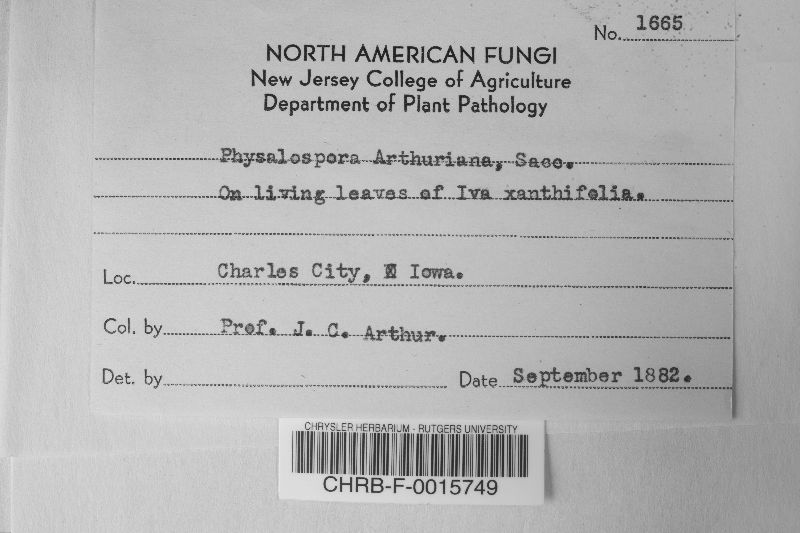 No. 1665
NORTH AMERICAN FUNGI
New Jersey College of Agriculture
Department of Plant Pathology
Physalospora Arthuriana, Sacc.
On living leaves of Iva xanthifolia.
Loc. Charles City, Iowa.
Col. by Prof. J. C. Arthur.
Det. by
Date September 1882.
CHRYSLER HERBARIUM - RUTGERS UNIVERSITY
CHRB-F-0015749